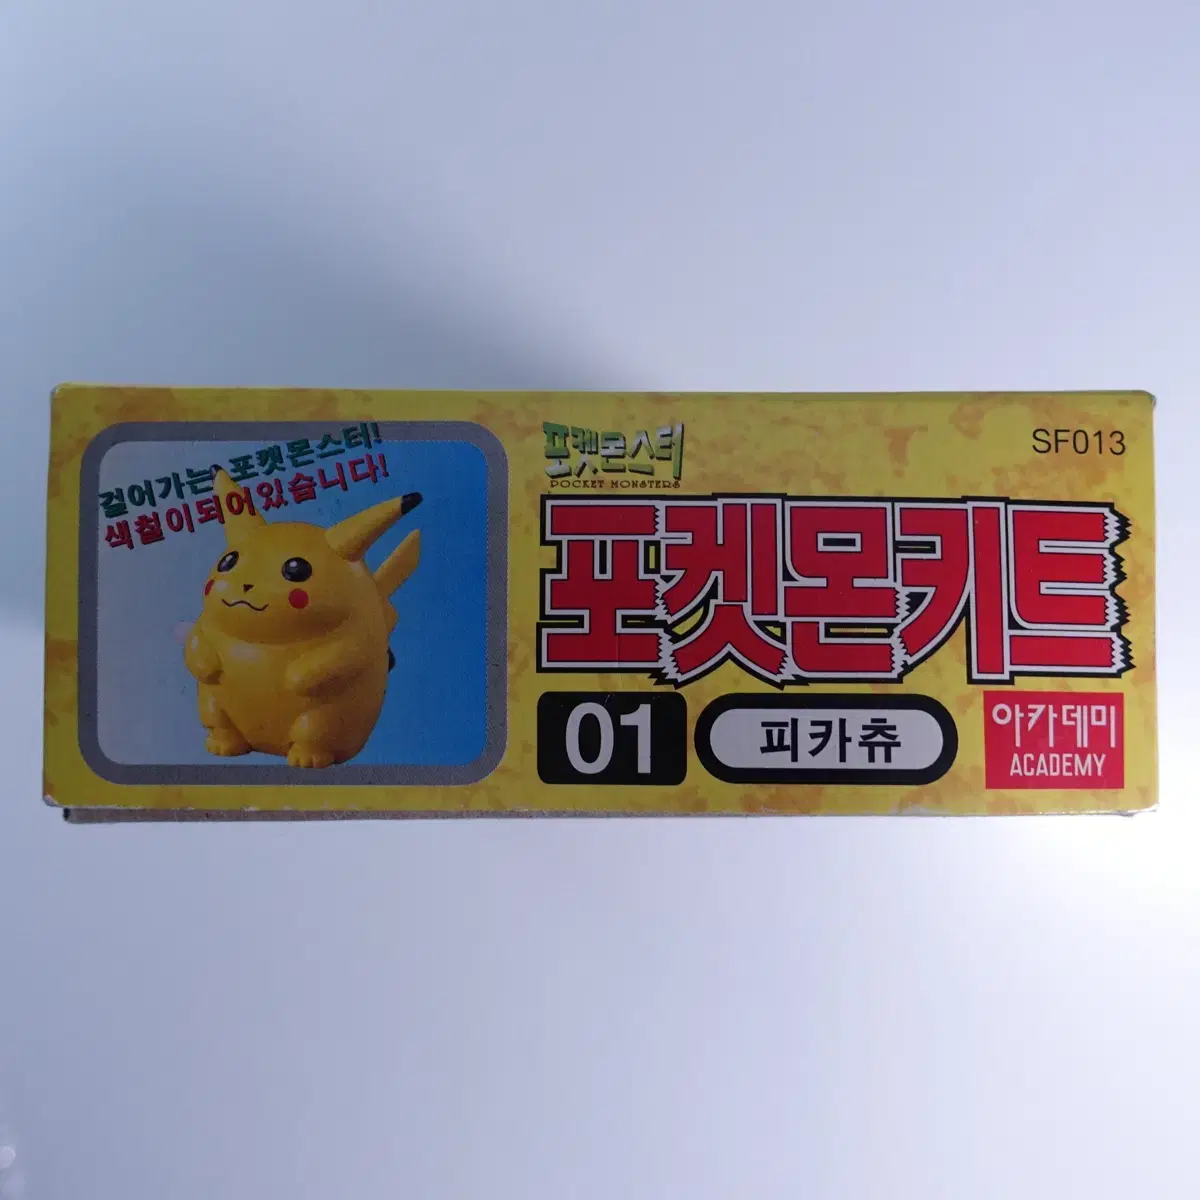 걸어가는 포켓몬스터!
색칠이되어있습니다!
포켓몬스터
POCKET MONSTERS
SF013
포켓몬키트
01
피카츄
아카데미
ACADEMY